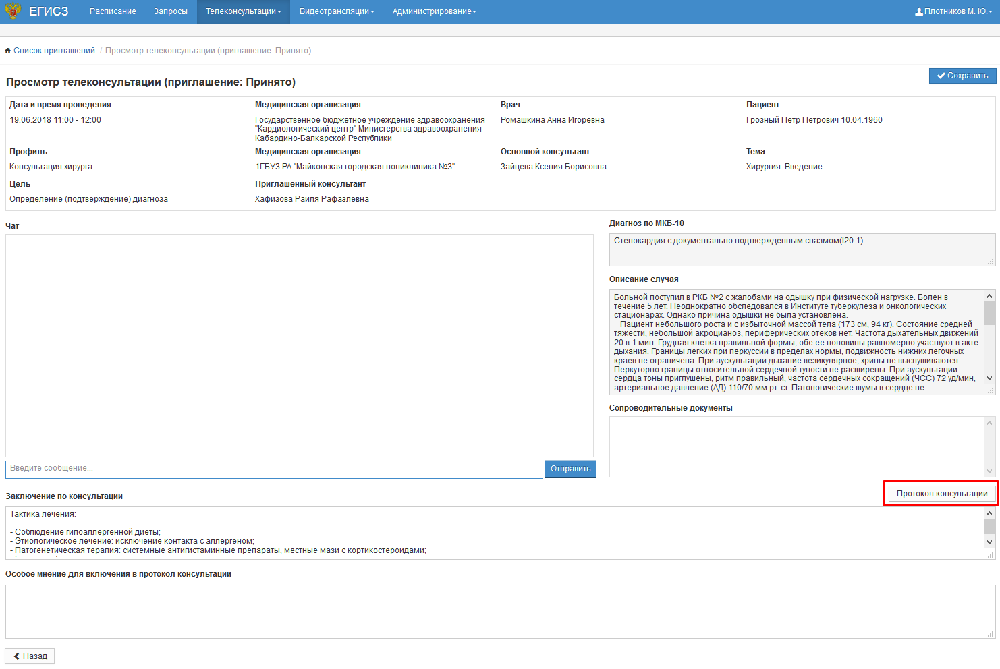 ЕГИСЗ Расписание Запросы Телеконсультации Видеотрансляции Администрирование Плотников М. Ю.
Список приглашений / Просмотр телеконсультации (приглашение: Принято)
Сохранить
Просмотр телеконсультации (приглашение: Принято)
Дата и время проведения Медицинская организация Врач Пациент
19.06.2018 11:00 - 12:00 Государственное бюджетное учреждение здравоохранения Ромашкина Анна Игоревна Грозный Петр Петрович 10.04.1960
"Кардиологический центр" Министерства здравоохранения
Кабардино-Балкарской Республики
Профиль Медицинская организация Основной консультант Тема
Консультация хирурга 1ГБУЗ РА "Майкопская городская поликлиника №3" Зайцева Ксения Борисовна Хирургия: Введение
Цель Приглашенный консультант
Определение (подтверждение) диагноза Хафизова Раиля Рафаэлевна
Чат
Введите сообщение...
Отправить
Диагноз по МКБ-10
Стенокардия с документально подтвержденным спазмом(I20.1)
Описание случая
Больной поступил в РКБ №2 с жалобами на одышку при физической нагрузке. Болен в
течение 5 лет. Неоднократно обследовался в Институте туберкулеза и онкологических
стационарах. Однако причина одышки не была установлена.
Пациент небольшого роста и с избыточной массой тела (173 см, 94 кг). Состояние средней
тяжести, небольшой акроцианоз, периферических отеков нет. Частота дыхательных движений
20 в 1 мин. Грудная клетка правильной формы, обе ее половины равномерно участвуют в акте
дыхания. Границы легких при перкуссии в пределах нормы, подвижность нижних легочных
краев не ограничена. При аускультации дыхание везикулярное, хрипы не выслушиваются.
Перкуторно границы относительной сердечной тупости не расширены. При аускультации
сердца тоны приглушены, ритм правильный, частота сердечных сокращений (ЧСС) 72 уд/мин,
артериальное давление (АД) 110/70 мм рт. ст. Патологические шумы в сердце не
Сопроводительные документы
Протокол консультации
Заключение по консультации
Тактика лечения:
- Соблюдение гипоаллергенной диеты;
- Этиологическое лечение: исключение контакта с аллергеном;
- Патогенетическая терапия: системные антигистаминные препараты, местные мази с кортикостероидами;
Особое мнение для включения в протокол консультации
Назад